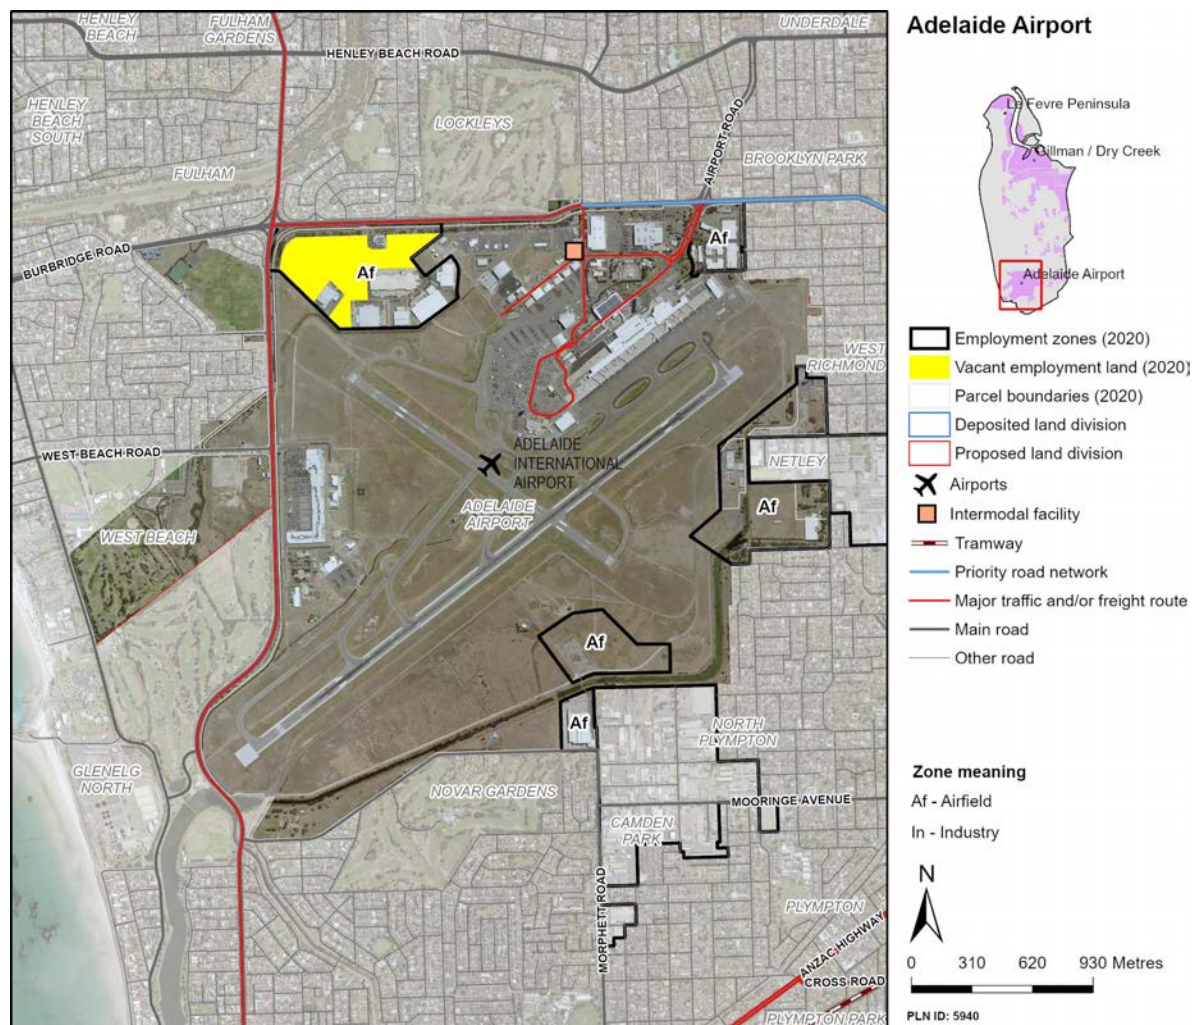 HENLEY
BEACH
FULHAM
GARDENS
UNDERDALE
HENLEY BEACH ROAD
HENLEY
BEACH
SOUTH
LOCKLEYS
AIRPORT ROAD
BROOKLYN PARK
FULHAM
BURBRIDGE ROAD
Af
Af
WEST
RICHMOND
WEST BEACH ROAD
ADELAIDE
INTERNATIONAL
AIRPORT
NETLEY
ADELAIDE
AIRPORT
Af
WEST BEACH
Af
Af
NORTH
PLYMPTON
GLENELG
NORTH
NOVAR GARDENS
MOORINGE AVENUE
CAMDEN
PARK
MORPHETT ROAD
PLYMPTON
ANZAC HIGHWAY
CROSS ROAD
PLYMPTON PARK
Adelaide Airport
Le Fevre Peninsula
Gillman / Dry Creek
Adelaide Airport
Employment zones (2020)
Vacant employment land (2020)
Parcel boundaries (2020)
Deposited land division
Proposed land division
Airports
Intermodal facility
Tramway
Priority road network
Major traffic and/or freight route
Main road
Other road
Zone meaning
Af - Airfield
In - Industry
N
0 310 620 930 Metres
PLN ID: 5940